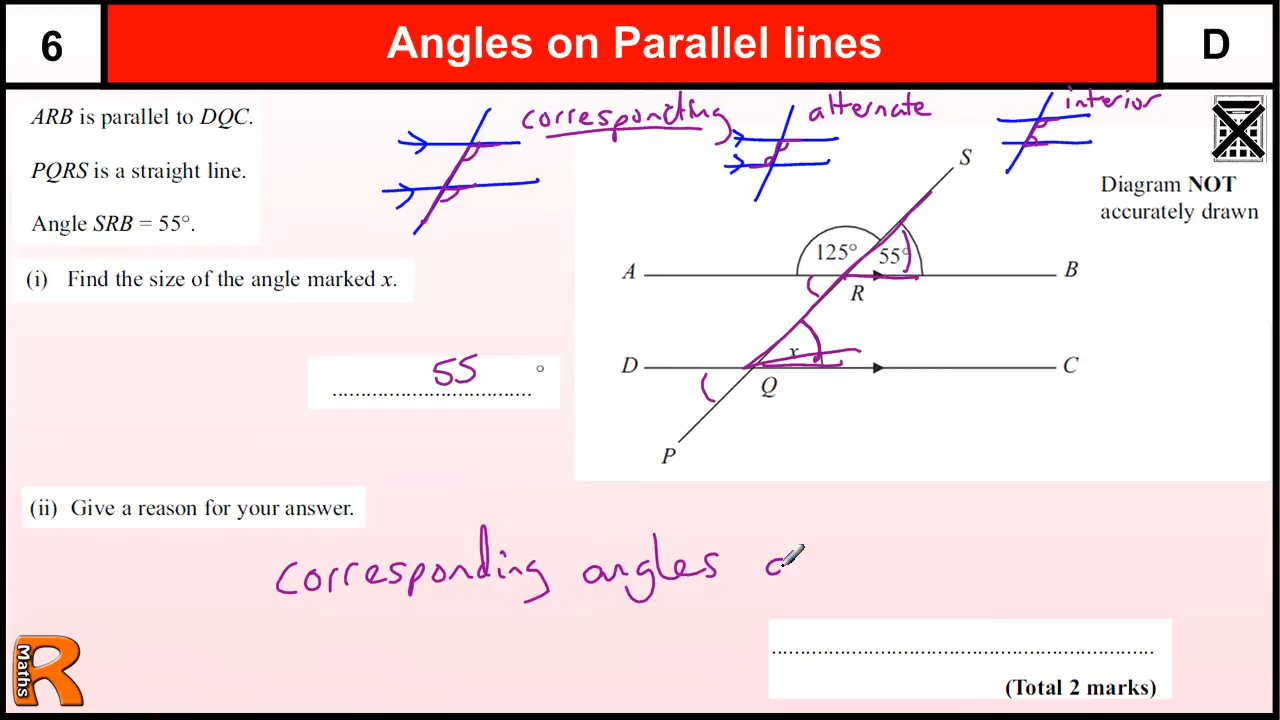 6
Angles on Parallel lines
D
ARB is parallel to DQC.
PQRS is a straight line.
Angle SRB = 55°.
(i) Find the size of the angle marked x.
55 °
corresponding
alternate
interior
Diagram NOT
accurately drawn
S
125° 55°
A
B
R
D
x
C
Q
P
(ii) Give a reason for your answer.
corresponding angles a
(Total 2 marks)
R
Maths